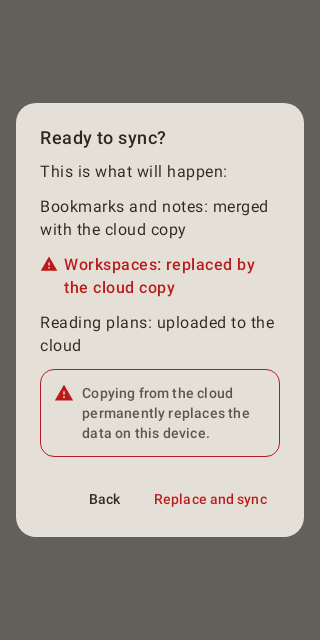 Ready to sync?
This is what will happen:
Bookmarks and notes: merged
with the cloud copy
Workspaces: replaced by
the cloud copy
Reading plans: uploaded to the
cloud
Copying from the cloud
permanently replaces the
data on this device.
Back
Replace and sync